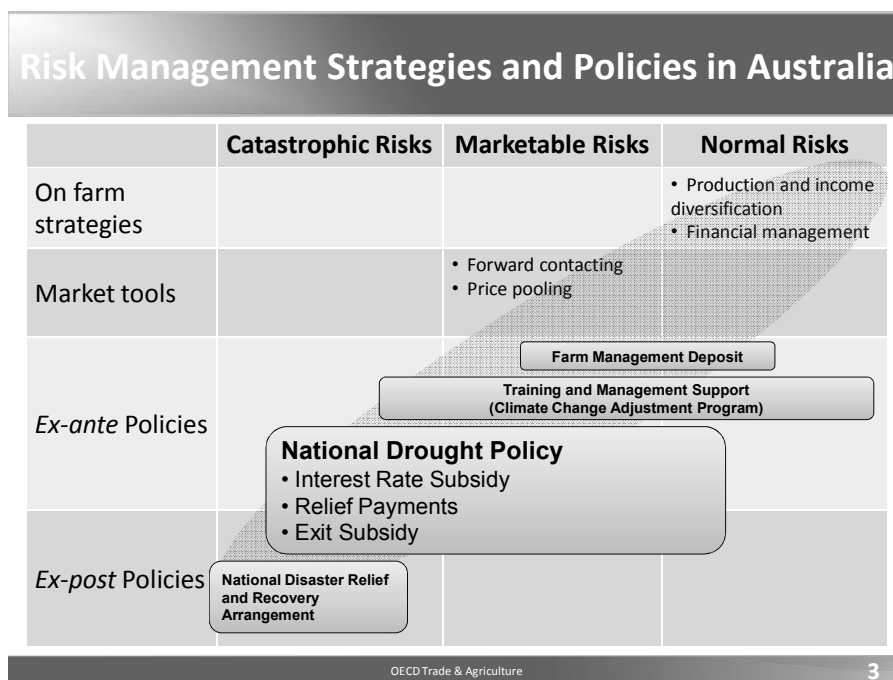 Risk Management Strategies and Policies in Australia
Catastrophic Risks Marketable Risks Normal Risks
On farm
strategies
• Production and income
diversification
• Financial management
Market tools
• Forward contacting
• Price pooling
Ex-ante Policies
Farm Management Deposit
Training and Management Support
(Climate Change Adjustment Program)
National Drought Policy
• Interest Rate Subsidy
• Relief Payments
• Exit Subsidy
Ex-post Policies
National Disaster Relief
and Recovery
Arrangement
OECD Trade & Agriculture
3